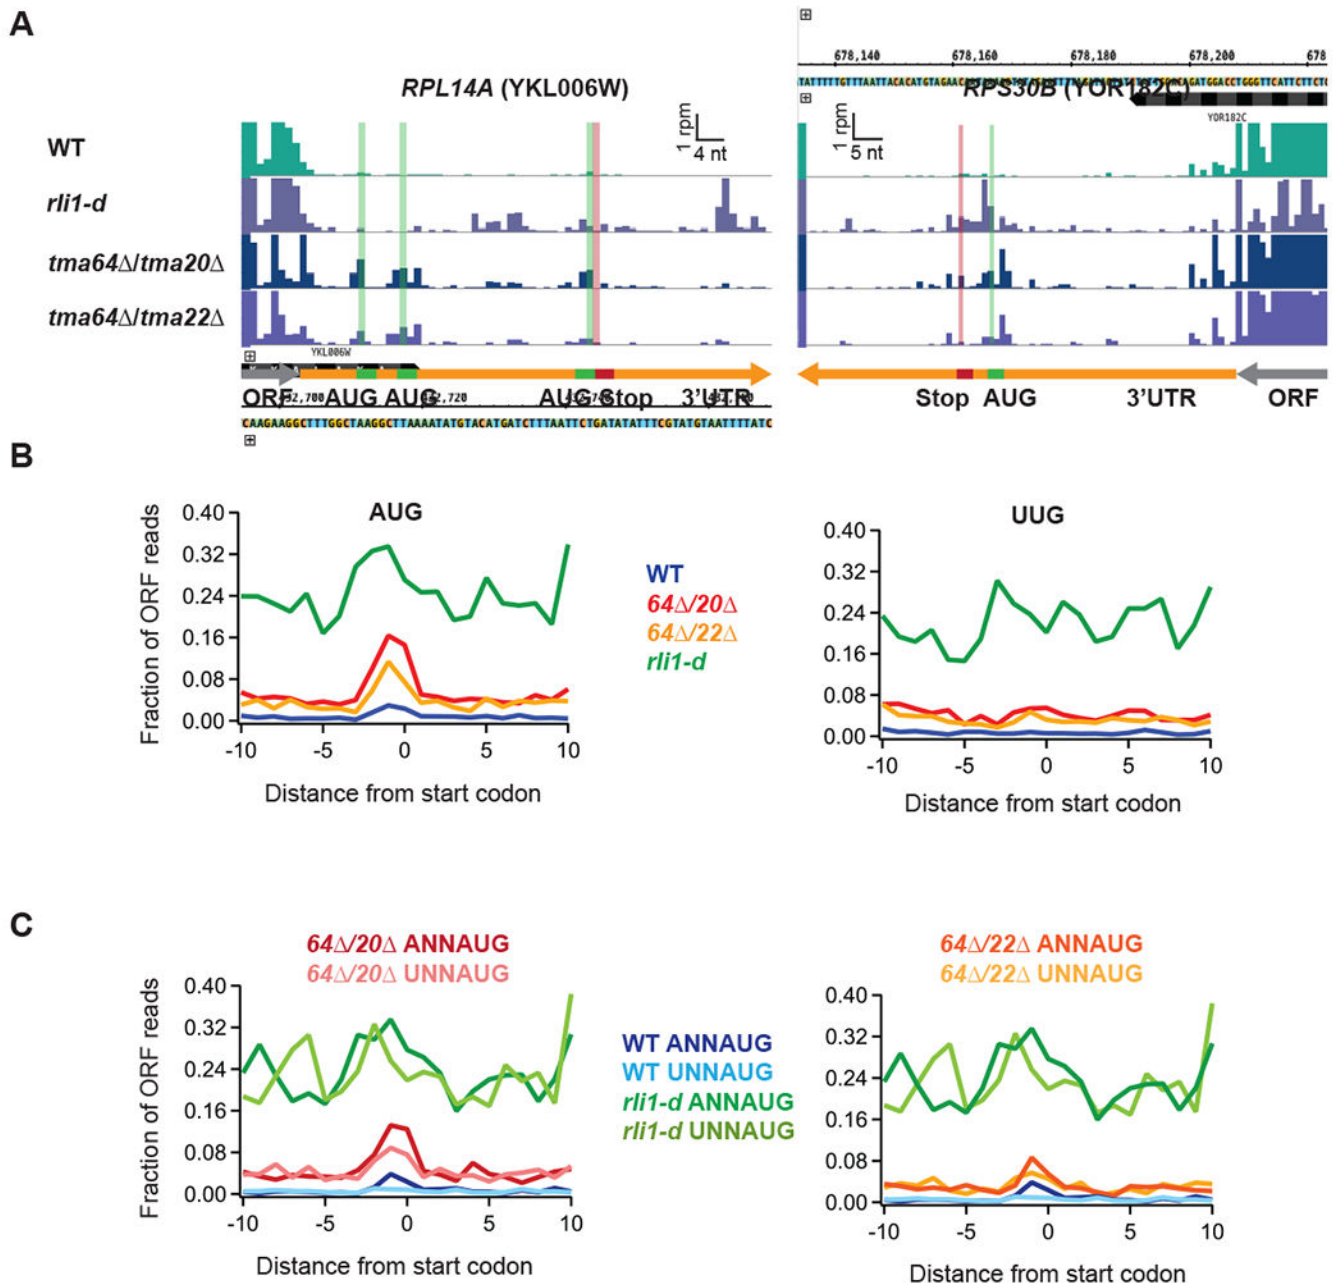 A
678,140 678,160 678,180 678,200 678
RPL14A (YKL006W)
RPS30B (YOR182C)
YOR182C
1 rpm
4 nt
1 rpm
5 nt
WT
rli1-d
tma64Δ/tma20Δ
tma64Δ/tma22Δ
YKL006W
ORF AUG AUG AUG Stop 3'UTR
Stop AUG 3'UTR ORF
CAAGAAGGCTTTGGCTAAGGCTTAAAATATGTACATGATCTTTAATTCTGATATATTTCGTATGTAATTTTATC
B
AUG
UUG
Fraction of ORF reads
0.40
0.32
0.24
0.16
0.08
0.00
-10 -5 0 5 10
Distance from start codon
WT
64Δ/20Δ
64Δ/22Δ
rli1-d
0.40
0.32
0.24
0.16
0.08
0.00
-10 -5 0 5 10
Distance from start codon
C
64Δ/20Δ ANNAUG
64Δ/20Δ UNNAUG
64Δ/22Δ ANNAUG
64Δ/22Δ UNNAUG
Fraction of ORF reads
0.40
0.32
0.24
0.16
0.08
0.00
-10 -5 0 5 10
Distance from start codon
WT ANNAUG
WT UNNAUG
rli1-d ANNAUG
rli1-d UNNAUG
0.40
0.32
0.24
0.16
0.08
0.00
-10 -5 0 5 10
Distance from start codon